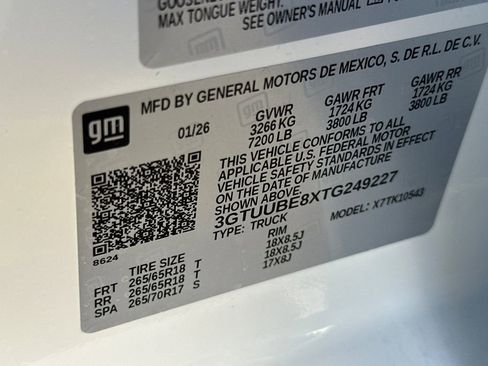 GOOSENE
MAX TONGUE WEIGHT.
SEE OWNER'S MANUAL
gm
MFD BY GENERAL MOTORS DE MEXICO, S. DE R.L. DE C.V.
01/26
GVWR GAWR FRT GAWR RR
3266 KG 1724 KG 1724 KG
7200 LB 3800 LB 3800 LB
THIS VEHICLE CONFORMS TO ALL
APPLICABLE U.S. FEDERAL MOTOR
VEHICLE SAFETY STANDARDS IN EFFECT
ON THE DATE OF MANUFACTURE
SHOWN ABOVE.
3GTUUBE8XTG249227
TYPE: TRUCK MODEL: X7TK10543
8624
TIRE SIZE RIM
FRT 265/65R18 T 18X8.5J
RR 265/65R18 T 18X8.5J
SPA 265/70R17 S 17X8J